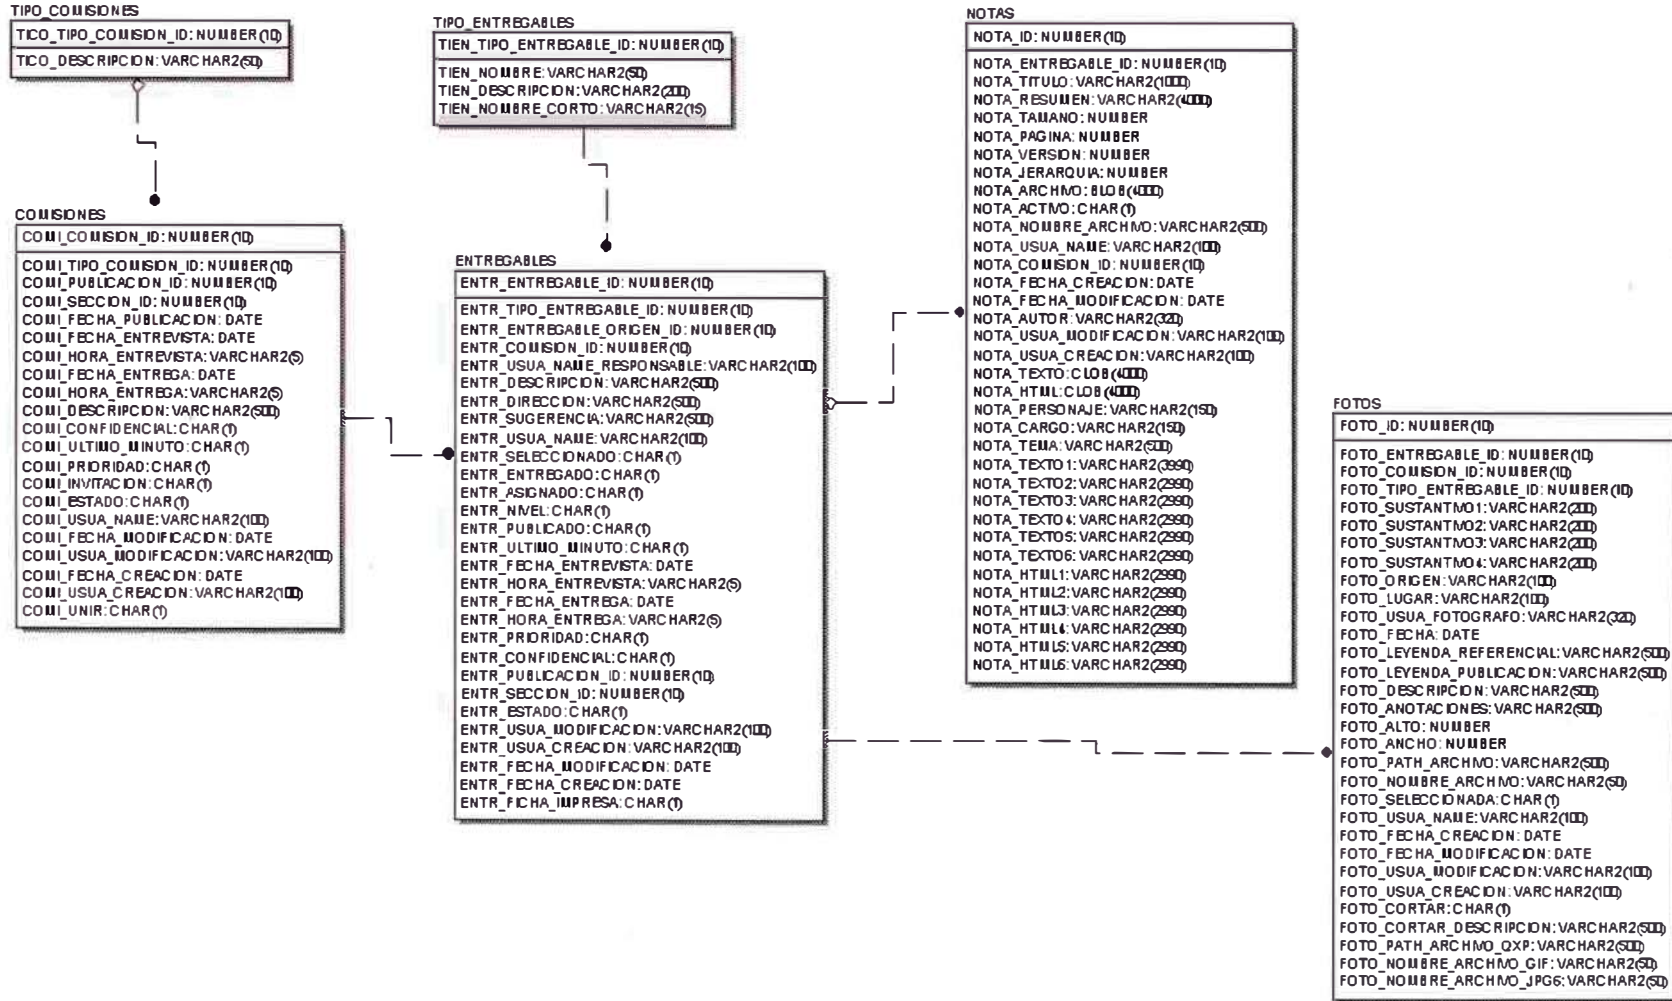 TIPO_COMISIONES
TICO_TIPO_COMISION_ID: NUMBER(10)
TICO_DESCRIPCION: VARCHAR2(50)
TIPO_ENTREGABLES
TIEN_TIPO_ENTREGABLE_ID: NUMBER(10)
TIEN_NOMBRE: VARCHAR2(50)
TIEN_DESCRIPCION: VARCHAR2(200)
TIEN_NOMBRE_CORTO: VARCHAR2(15)
COMISIONES
COMI_COMISION_ID: NUMBER(10)
COMI_TIPO_COMISION_ID: NUMBER(10)
COMI_PUBLICACION_ID: NUMBER(10)
COMI_SECCION_ID: NUMBER(10)
COMI_FECHA_PUBLICACION: DATE
COMI_FECHA_ENTREVISTA: DATE
COMI_HORA_ENTREVISTA: VARCHAR2(5)
COMI_FECHA_ENTREGA: DATE
COMI_HORA_ENTREGA: VARCHAR2(5)
COMI_DESCRIPCION: VARCHAR2(500)
COMI_CONFIDENCIAL: CHAR(1)
COMI_ULTIMO_MINUTO: CHAR(1)
COMI_PRIORIDAD: CHAR(1)
COMI_INVITACION: CHAR(1)
COMI_ESTADO: CHAR(1)
COMI_USUA_NAME: VARCHAR2(100)
COMI_FECHA_MODIFICACION: DATE
COMI_USUA_MODIFICACION: VARCHAR2(100)
COMI_FECHA_CREACION: DATE
COMI_USUA_CREACION: VARCHAR2(100)
COMI_UNIR: CHAR(1)
ENTREGABLES
ENTR_ENTREGABLE_ID: NUMBER(10)
ENTR_TIPO_ENTREGABLE_ID: NUMBER(10)
ENTR_ENTREGABLE_ORIGEN_ID: NUMBER(10)
ENTR_COMISION_ID: NUMBER(10)
ENTR_USUA_NAME_RESPONSABLE: VARCHAR2(100)
ENTR_DESCRIPCION: VARCHAR2(500)
ENTR_DIRECCION: VARCHAR2(500)
ENTR_SUGERENCIA: VARCHAR2(500)
ENTR_USUA_NAME: VARCHAR2(100)
ENTR_SELECCIONADO: CHAR(1)
ENTR_ENTREGADO: CHAR(1)
ENTR_ASIGNADO: CHAR(1)
ENTR_NIVEL: CHAR(1)
ENTR_PUBLICADO: CHAR(1)
ENTR_ULTIMO_MINUTO: CHAR(1)
ENTR_FECHA_ENTREVISTA: DATE
ENTR_HORA_ENTREVISTA: VARCHAR2(5)
ENTR_FECHA_ENTREGA: DATE
ENTR_HORA_ENTREGA: VARCHAR2(5)
ENTR_PRIORIDAD: CHAR(1)
ENTR_CONFIDENCIAL: CHAR(1)
ENTR_PUBLICACION_ID: NUMBER(10)
ENTR_SECCION_ID: NUMBER(10)
ENTR_ESTADO: CHAR(1)
ENTR_USUA_MODIFICACION: VARCHAR2(100)
ENTR_USUA_CREACION: VARCHAR2(100)
ENTR_FECHA_MODIFICACION: DATE
ENTR_FECHA_CREACION: DATE
ENTR_FICHA_IMPRESA: CHAR(1)
NOTAS
NOTA_ID: NUMBER(10)
NOTA_ENTREGABLE_ID: NUMBER(10)
NOTA_TITULO: VARCHAR2(1000)
NOTA_RESUMEN: VARCHAR2(4000)
NOTA_TAMANO: NUMBER
NOTA_PAGINA: NUMBER
NOTA_VERSION: NUMBER
NOTA_JERARQUIA: NUMBER
NOTA_ARCHIVO: BLOB(4000)
NOTA_ACTIVO: CHAR(1)
NOTA_NOMBRE_ARCHIVO: VARCHAR2(500)
NOTA_USUA_NAME: VARCHAR2(100)
NOTA_COMISION_ID: NUMBER(10)
NOTA_FECHA_CREACION: DATE
NOTA_FECHA_MODIFICACION: DATE
NOTA_AUTOR: VARCHAR2(320)
NOTA_USUA_MODIFICACION: VARCHAR2(100)
NOTA_USUA_CREACION: VARCHAR2(100)
NOTA_TEXTO: CLOB(4000)
NOTA_HTML: CLOB(4000)
NOTA_PERSONAJE: VARCHAR2(150)
NOTA_CARGO: VARCHAR2(150)
NOTA_TEMA: VARCHAR2(500)
NOTA_TEXTO1: VARCHAR2(3990)
NOTA_TEXTO2: VARCHAR2(2990)
NOTA_TEXTO3: VARCHAR2(2990)
NOTA_TEXTO4: VARCHAR2(2990)
NOTA_TEXTO5: VARCHAR2(2990)
NOTA_TEXTO6: VARCHAR2(2990)
NOTA_HTML1: VARCHAR2(2990)
NOTA_HTML2: VARCHAR2(2990)
NOTA_HTML3: VARCHAR2(2990)
NOTA_HTML4: VARCHAR2(2990)
NOTA_HTML5: VARCHAR2(2990)
NOTA_HTML6: VARCHAR2(2990)
FOTOS
FOTO_ID: NUMBER(10)
FOTO_ENTREGABLE_ID: NUMBER(10)
FOTO_COMISION_ID: NUMBER(10)
FOTO_TIPO_ENTREGABLE_ID: NUMBER(10)
FOTO_SUSTANTIVO1: VARCHAR2(200)
FOTO_SUSTANTIVO2: VARCHAR2(200)
FOTO_SUSTANTIVO3: VARCHAR2(200)
FOTO_SUSTANTIVO4: VARCHAR2(200)
FOTO_ORIGEN: VARCHAR2(100)
FOTO_LUGAR: VARCHAR2(100)
FOTO_USUA_FOTOGRAFO: VARCHAR2(320)
FOTO_FECHA: DATE
FOTO_LEYENDA_REFERENCIAL: VARCHAR2(500)
FOTO_LEYENDA_PUBLICACION: VARCHAR2(500)
FOTO_DESCRIPCION: VARCHAR2(500)
FOTO_ANOTACIONES: VARCHAR2(500)
FOTO_ALTO: NUMBER
FOTO_ANCHO: NUMBER
FOTO_PATH_ARCHIVO: VARCHAR2(500)
FOTO_NOMBRE_ARCHIVO: VARCHAR2(50)
FOTO_SELECCIONADA: CHAR(1)
FOTO_USUA_NAME: VARCHAR2(100)
FOTO_FECHA_CREACION: DATE
FOTO_FECHA_MODIFICACION: DATE
FOTO_USUA_MODIFICACION: VARCHAR2(100)
FOTO_USUA_CREACION: VARCHAR2(100)
FOTO_CORTAR: CHAR(1)
FOTO_CORTAR_DESCRIPCION: VARCHAR2(500)
FOTO_PATH_ARCHIVO_QXP: VARCHAR2(500)
FOTO_NOMBRE_ARCHIVO_GIF: VARCHAR2(50)
FOTO_NOMBRE_ARCHIVO_JPG6: VARCHAR2(50)